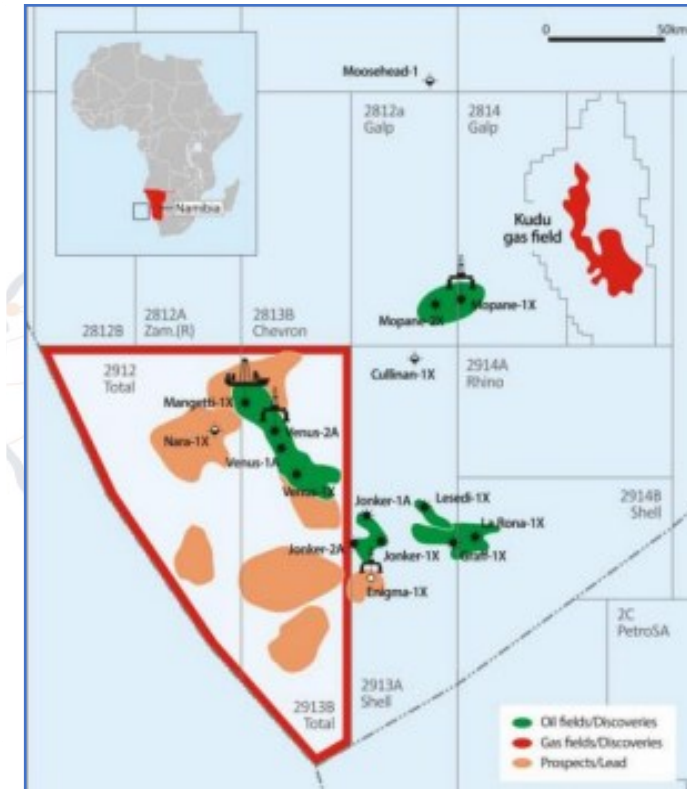 0 50km
Moosehead-1
2812a
Galp
2814
Galp
Namibia
Kudu
gas field
2812B
2812A
Zam.(R)
2813B
Chevron
Mopane-2X
Mopane-1X
2912
Total
Cullinan-1X
2914A
Rhino
Mangetti-1X
Nara-1X
Venus-2A
Venus-1A
Venus-1X
Jonker-1A
Lesedi-1X
2914B
Shell
La Rona-1X
Jonker-2A
Jonker-1X
Graff-1X
Enigma-1X
2C
PetroSA
2913A
Shell
2913B
Total
Oil fields/Discoveries
Gas fields/Discoveries
Prospects/Lead